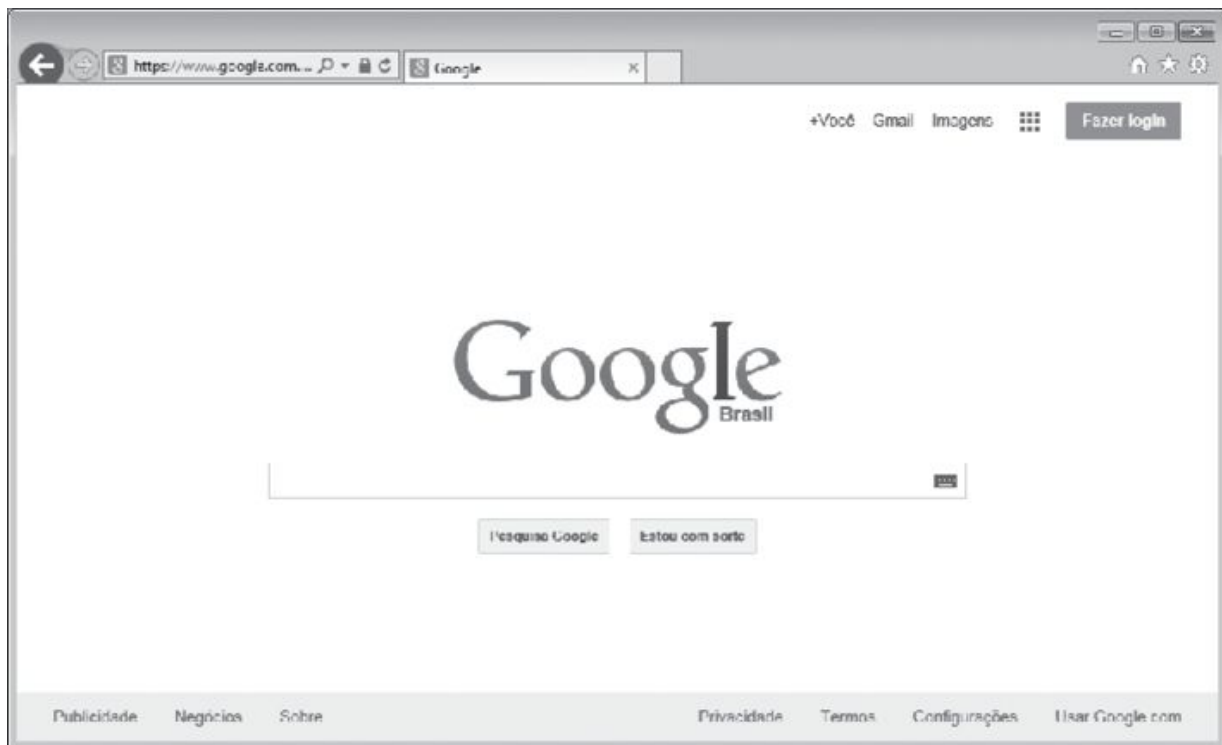 https://www.google.com... Google
+Você Gmail Imagens Fazer login
Google
Brasil
Pesquisa Google Estou com sorte
Publicidade Negócios Sobre Privacidade Termos Configurações Usar Google.com